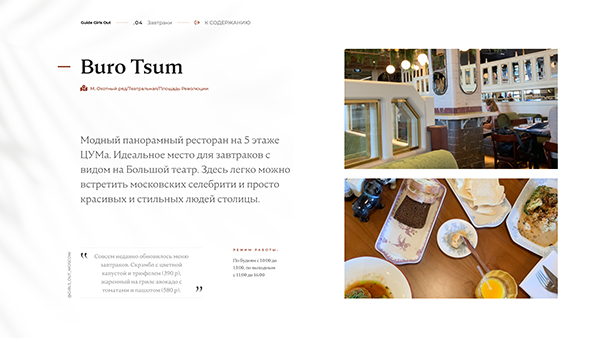 Guide Girls Out
.04 Завтраки
К СОДЕРЖАНИЮ
Buro Tsum
М. Охотный ряд/Театральная/Площадь Революции
Модный панорамный ресторан на 5 этаже
ЦУМа. Идеальное место для завтраков с
видом на Большой театр. Здесь легко можно
встретить московских селебрити и просто
красивых и стильных людей столицы.
@GIRLS_OUT_MOSCOW
“ Совсем недавно обновилось меню
завтраков. Скрэмбл с цветной
капустой и трюфелем (390 р),
жаренный на гриле авокадо с
томатами и пашотом (580 р). ”
РЕЖИМ РАБОТЫ:
По будням с 10:00 до
13:00, по выходным
с 11:00 до 16:00